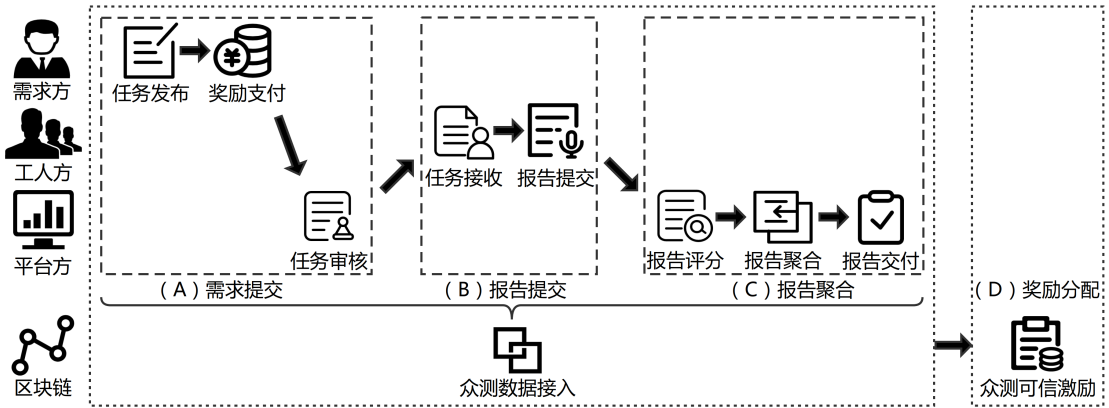 需求方
任务发布
奖励支付
工人方
任务接收
报告提交
平台方
任务审核
报告评分
报告聚合
报告交付
（A）需求提交
（B）报告提交
（C）报告聚合
（D）奖励分配
区块链
众测数据接入
众测可信激励
¥